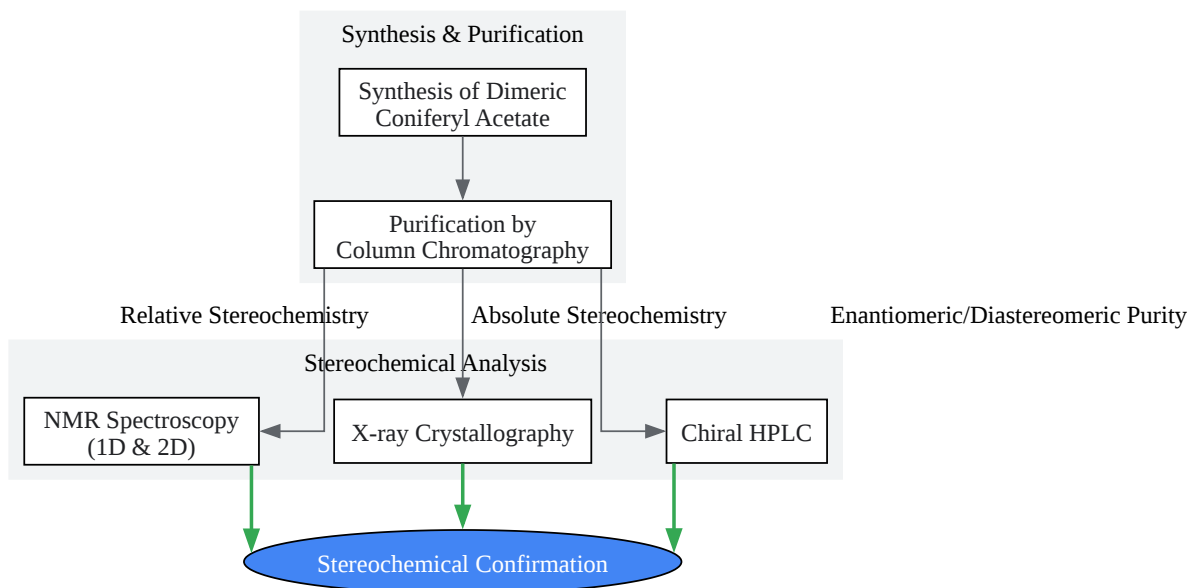 Synthesis & Purification
Synthesis of Dimeric
Coniferyl Acetate
Purification by
Column Chromatography
Relative Stereochemistry
Absolute Stereochemistry
Enantiomeric/Diastereomeric Purity
Stereochemical Analysis
NMR Spectroscopy
(1D & 2D)
X-ray Crystallography
Chiral HPLC
Stereochemical Confirmation